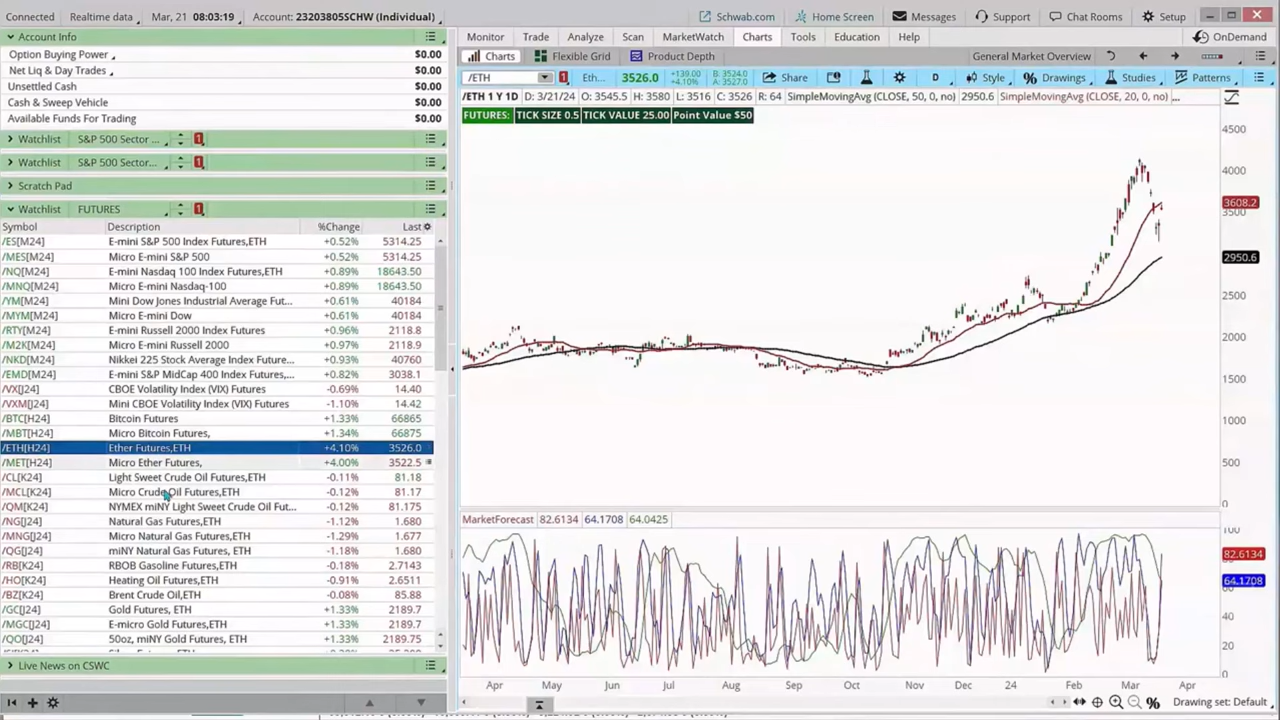 Connected Realtime data Mar, 21 08:03:19 Account: 23203805SCHW (Individual) Schwab.com Home Screen Messages Support Chat Rooms Setup
Account Info
Option Buying Power $0.00
Net Liq & Day Trades $0.00
Unsettled Cash $0.00
Cash & Sweep Vehicle $0.00
Available Funds For Trading $0.00
Watchlist S&P 500 Sector ... 1
Watchlist S&P 500 Sector... 1
Scratch Pad
Watchlist FUTURES 1
Symbol Description %Change Last
/ES[M24] E-mini S&P 500 Index Futures,ETH +0.52% 5314.25
/MES[M24] Micro E-mini S&P 500 +0.52% 5314.25
/NQ[M24] E-mini Nasdaq 100 Index Futures,ETH +0.89% 18643.50
/MNQ[M24] Micro E-mini Nasdaq-100 +0.89% 18643.50
/YM[M24] Mini Dow Jones Industrial Average Fut... +0.61% 40184
/MYM[M24] Micro E-mini Dow +0.61% 40184
/RTY[M24] E-mini Russell 2000 Index Futures +0.96% 2118.8
/M2K[M24] Micro E-mini Russell 2000 +0.97% 2118.9
/NKD[M24] Nikkei 225 Stock Average Index Future... +0.93% 40760
/EMD[M24] E-mini S&P MidCap 400 Index Futures,... +0.82% 3038.1
/VX[J24] CBOE Volatility Index (VIX) Futures -0.69% 14.40
/VXM[J24] Mini CBOE Volatility Index (VIX) Futures -1.10% 14.42
/BTC[H24] Bitcoin Futures +1.33% 66865
/MBT[H24] Micro Bitcoin Futures, +1.34% 66875
/ETH[H24] Ether Futures,ETH +4.10% 3526.0
/MET[H24] Micro Ether Futures, +4.00% 3522.5
/CL[K24] Light Sweet Crude Oil Futures,ETH -0.11% 81.18
/MCL[K24] Micro Crude Oil Futures,ETH -0.12% 81.17
/QM[K24] NYMEX miNY Light Sweet Crude Oil Fut... -0.12% 81.175
/NG[J24] Natural Gas Futures,ETH -1.12% 1.680
/MNG[J24] Micro Natural Gas Futures,ETH -1.29% 1.677
/QG[J24] miNY Natural Gas Futures,ETH -1.18% 1.680
/RB[K24] RBOB Gasoline Futures,ETH -0.18% 2.7143
/HO[K24] Heating Oil Futures,ETH -0.91% 2.6511
/BZ[K24] Brent Crude Oil,ETH -0.08% 85.88
/GC[J24] Gold Futures, ETH +1.33% 2189.7
/MGC[J24] E-micro Gold Futures, ETH +1.33% 2189.7
/QO[J24] 50oz. miNY Gold Futures, ETH +1.33% 2189.75
Live News on CSWC
Monitor Trade Analyze Scan MarketWatch Charts Tools Education Help OnDemand
Charts Flexible Grid Product Depth General Market Overview
/ETH 1 Eth... 3526.0 +139.00 +4.10% B: 3524.0 A: 3527.0 Share D Style Drawings Studies Patterns
/ETH 1 Y 1D D: 3/21/24 O: 3545.5 H: 3580 L: 3516 C: 3526 R: 64 SimpleMovingAvg (CLOSE, 50, 0, no) 2950.6 SimpleMovingAvg (CLOSE, 20, 0, no) ...
FUTURES: TICK SIZE 0.5 TICK VALUE 25.00 Point Value $50
4500
4000
3608.2
3500
2950.6
2500
2000
1500
1000
500
0
MarketForecast 82.6134 64.1708 64.0425
100
82.6134
64.1708
40
20
0
Apr May Jun Jul Aug Sep Oct Nov Dec 24 Feb Mar Apr
Drawing set: Default